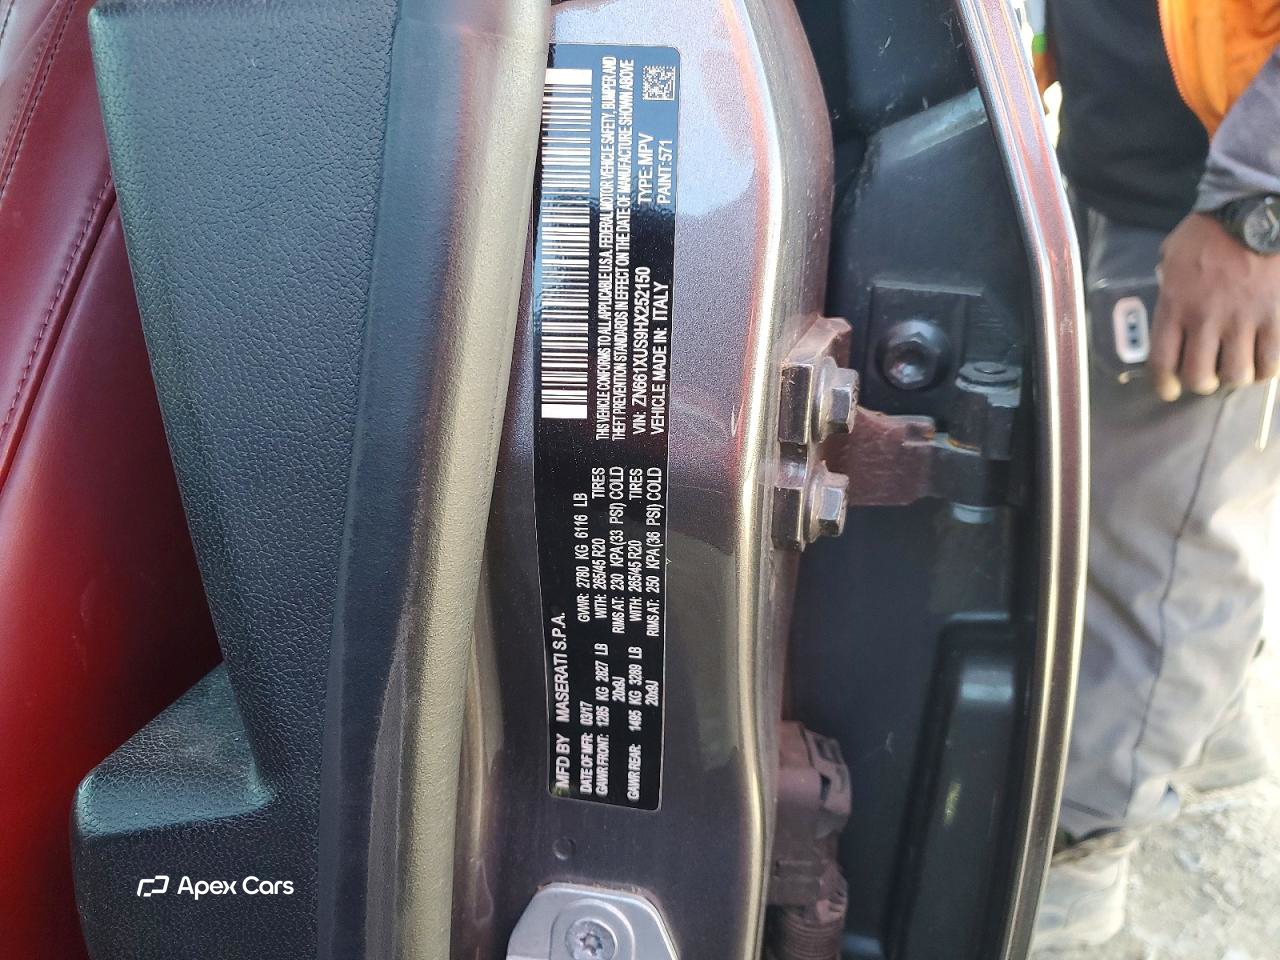 MFD BY MASERATI S.P.A.
DATE OF MFR: 03/17 GVWR: 2780 KG 6116 LB
GAWR FRONT: 1285 KG 2827 LB WITH: 265/45 R20 TIRES
20x9J RIMS AT: 230 KPA (33 PSI) COLD
GAWR REAR: 1495 KG 3289 LB WITH: 265/45 R20 TIRES
20x9J RIMS AT: 250 KPA (36 PSI) COLD
THIS VEHICLE CONFORMS TO ALL APPLICABLE U.S.A. FEDERAL MOTOR VEHICLE SAFETY, BUMPER AND
THEFT PREVENTION STANDARDS IN EFFECT ON THE DATE OF MANUFACTURE SHOWN ABOVE
VIN: ZN661XUS9HX252150 TYPE: MPV
VEHICLE MADE IN: ITALY PAINT: 571
Apex Cars